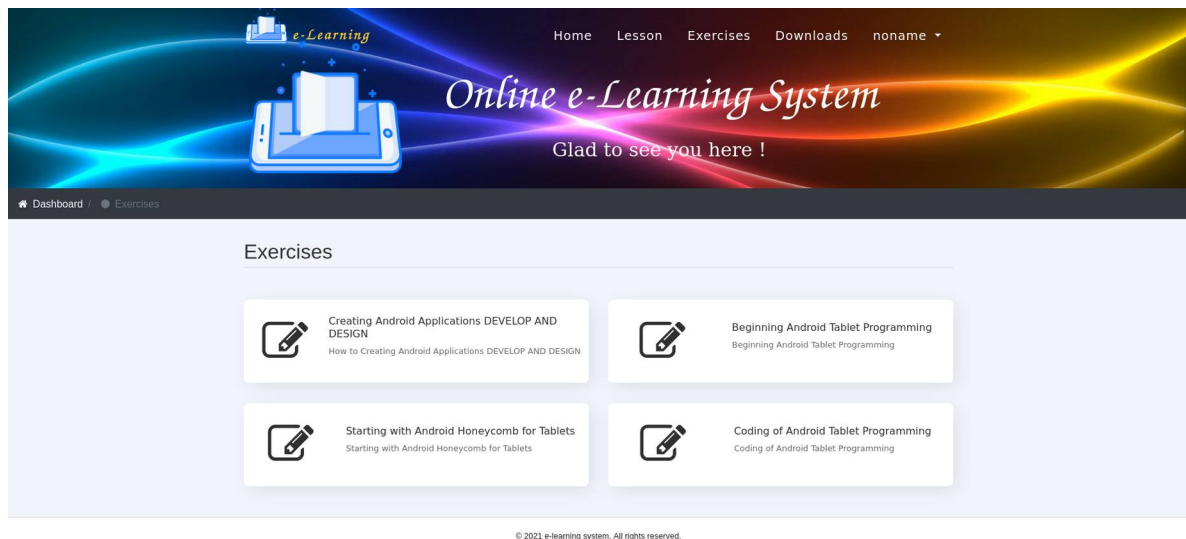 e-Learning
Home Lesson Exercises Downloads noname
Online e-Learning System
Glad to see you here !
Dashboard / Exercises
Exercises
Creating Android Applications DEVELOP AND
DESIGN
How to Creating Android Applications DEVELOP AND DESIGN
Beginning Android Tablet Programming
Beginning Android Tablet Programming
Starting with Android Honeycomb for Tablets
Starting with Android Honeycomb for Tablets
Coding of Android Tablet Programming
Coding of Android Tablet Programming
© 2021 e-learning system. All rights reserved.